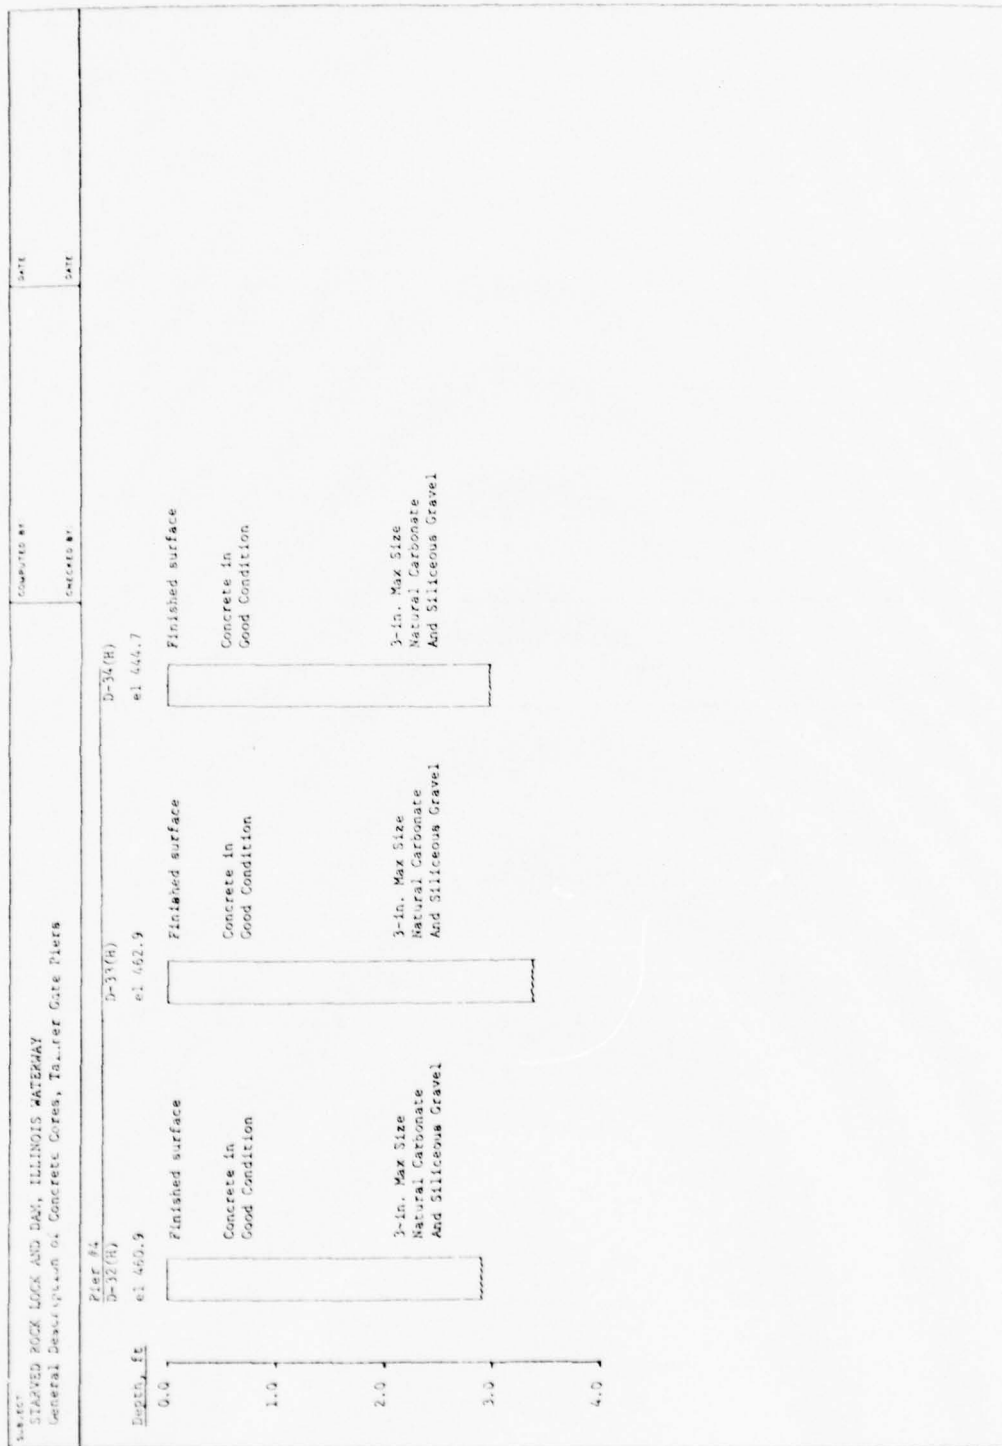 SUBJECT
STARVED ROCK LOCK AND DAM, ILLINOIS WATERWAY
General Description of Concrete Cores, Tainter Gate Piers
COMPUTED BY
DATE
CHECKED BY
DATE
Pier #4
D-32(H)
D-33(H)
D-34(H)
Depth, ft
el 460.9
el 462.9
el 444.7
0.0
1.0
2.0
3.0
4.0
Finished surface
Concrete in
Good Condition
3-in. Max Size
Natural Carbonate
And Siliceous Gravel
Finished surface
Concrete in
Good Condition
3-in. Max Size
Natural Carbonate
And Siliceous Gravel
Finished surface
Concrete in
Good Condition
3-in. Max Size
Natural Carbonate
And Siliceous Gravel